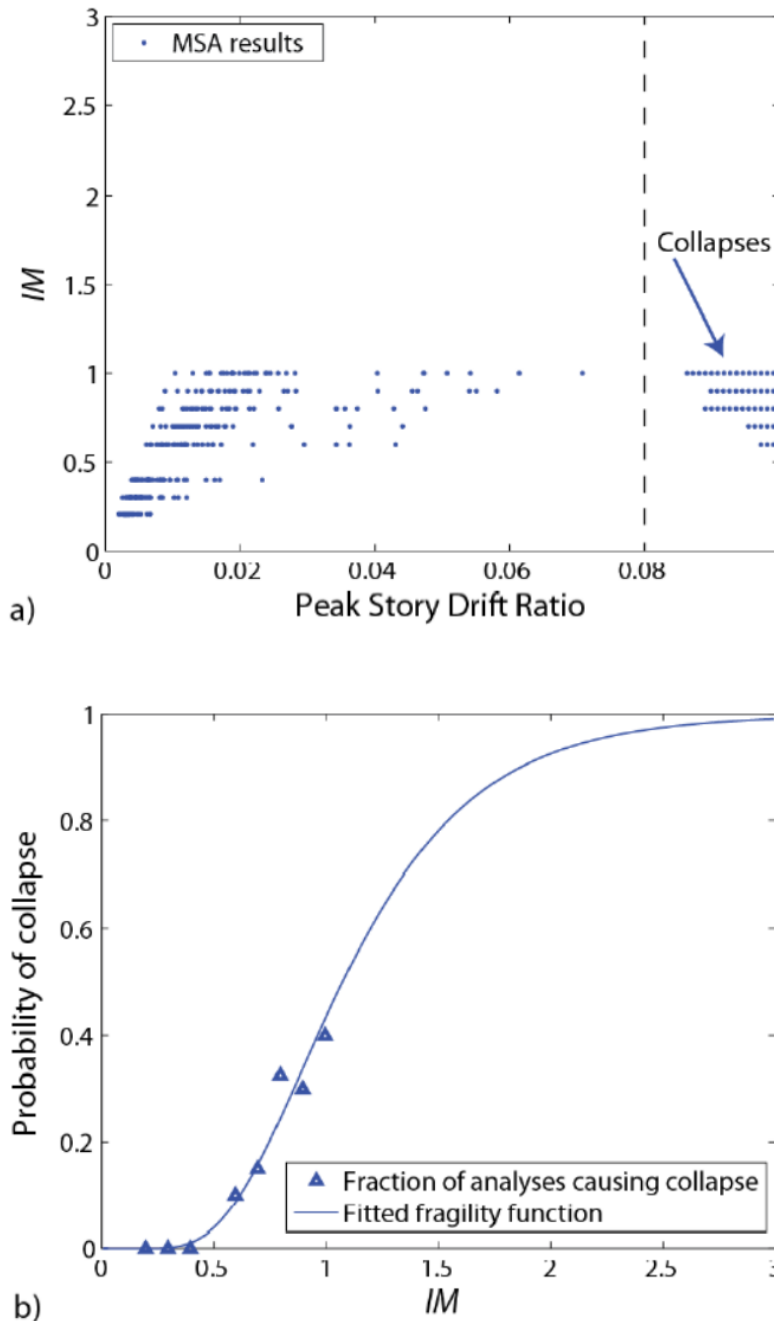 3
MSA results
2.5
2
Collapses
1.5
IM
1
0.5
0
0 0.02 0.04 0.06 0.08
Peak Story Drift Ratio
a)
1
0.8
0.6
Probability of collapse
0.4
0.2
Fraction of analyses causing collapse
Fitted fragility function
0
0 0.5 1 1.5 2 2.5 3
IM
b)